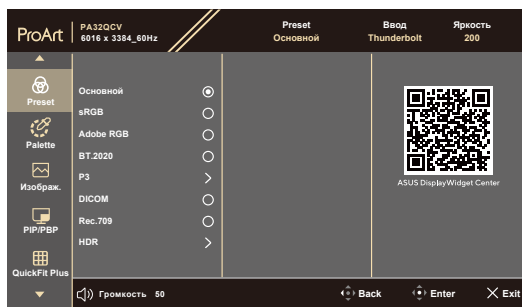 ProArt
PA32QCV
6016 x 3384_60Hz
Preset
Основной
Ввод
Thunderbolt
Яркость
200
Preset
Palette
Изображ.
PIP/PBP
QuickFit Plus
Основной
sRGB
Adobe RGB
BT.2020
P3
DICOM
Rec.709
HDR
ASUS DisplayWidget Center
Громкость 50
Back
Enter
Exit